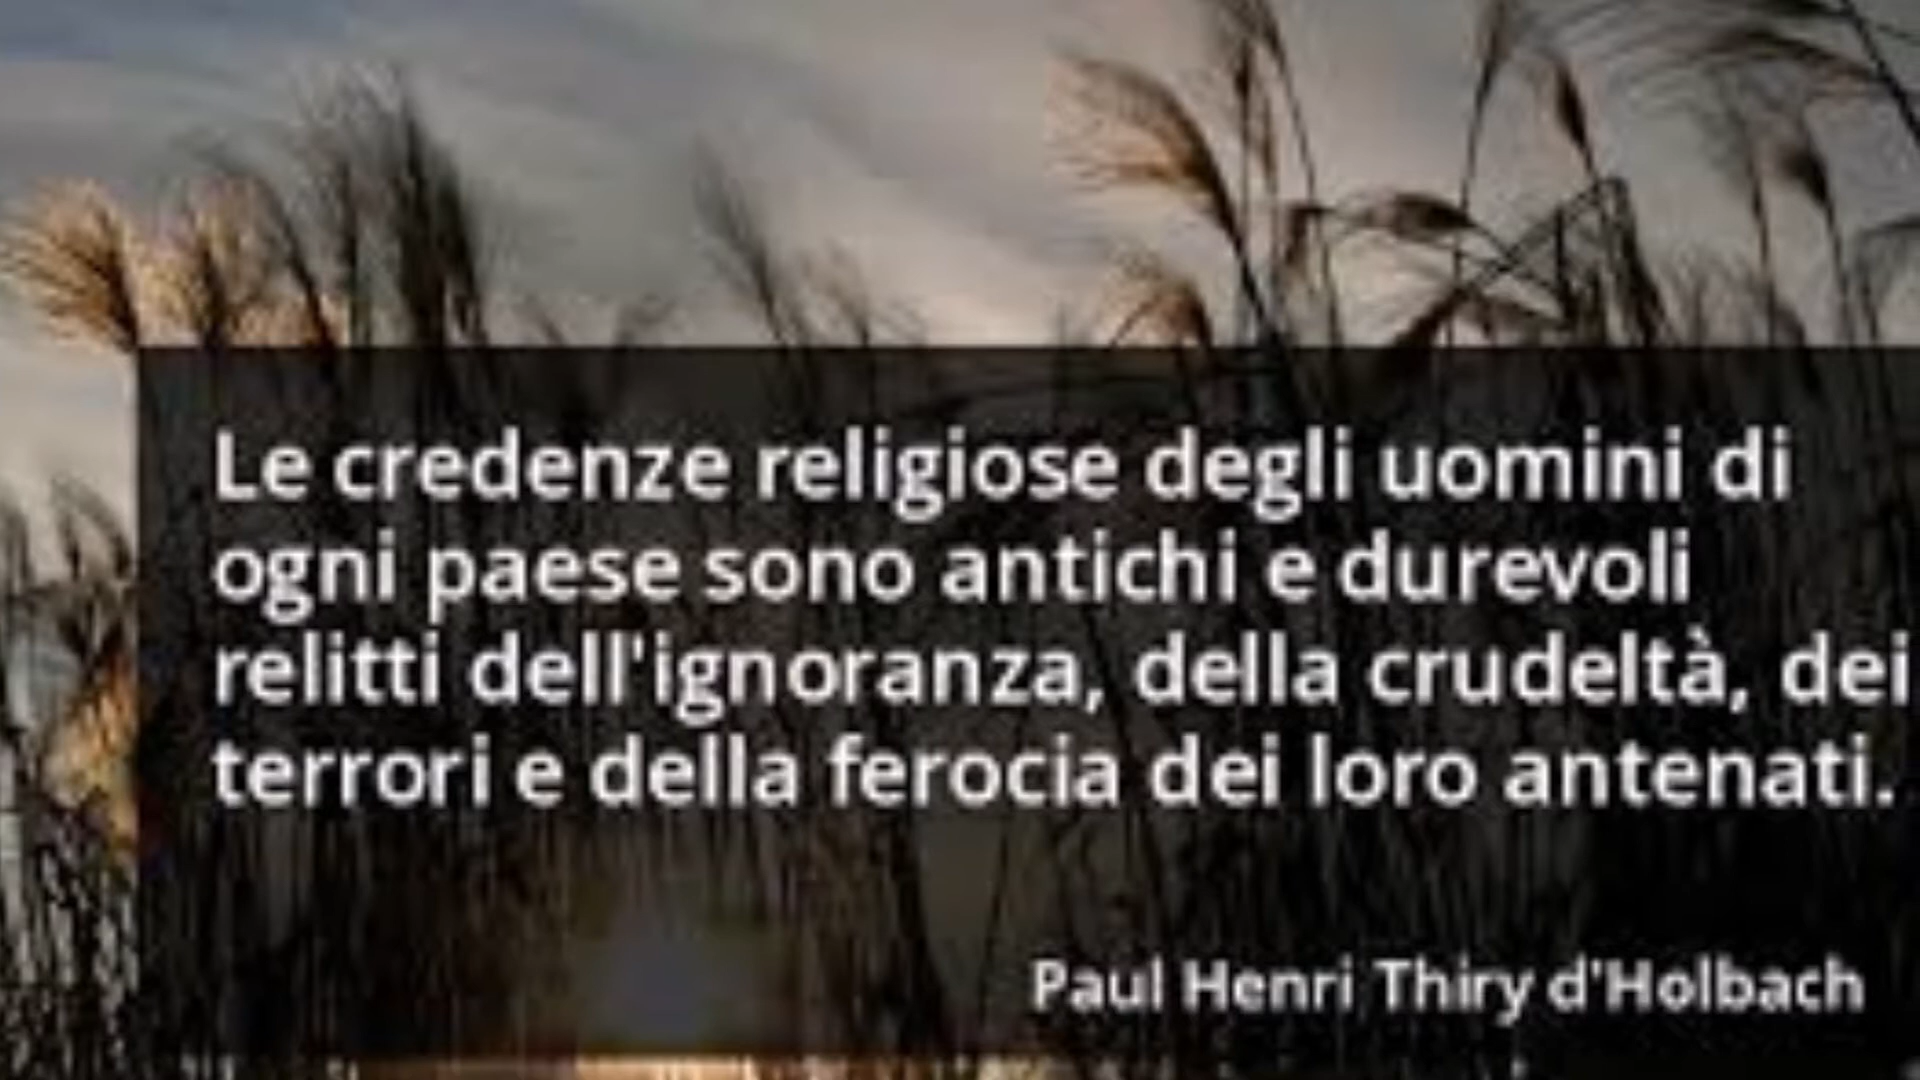 Le credenze religiose degli uomini di
ogni paese sono antichi e durevoli
relitti dell'ignoranza, della crudeltà, dei
terrori e della ferocia dei loro antenati.
Paul Henri Thiry d'Holbach